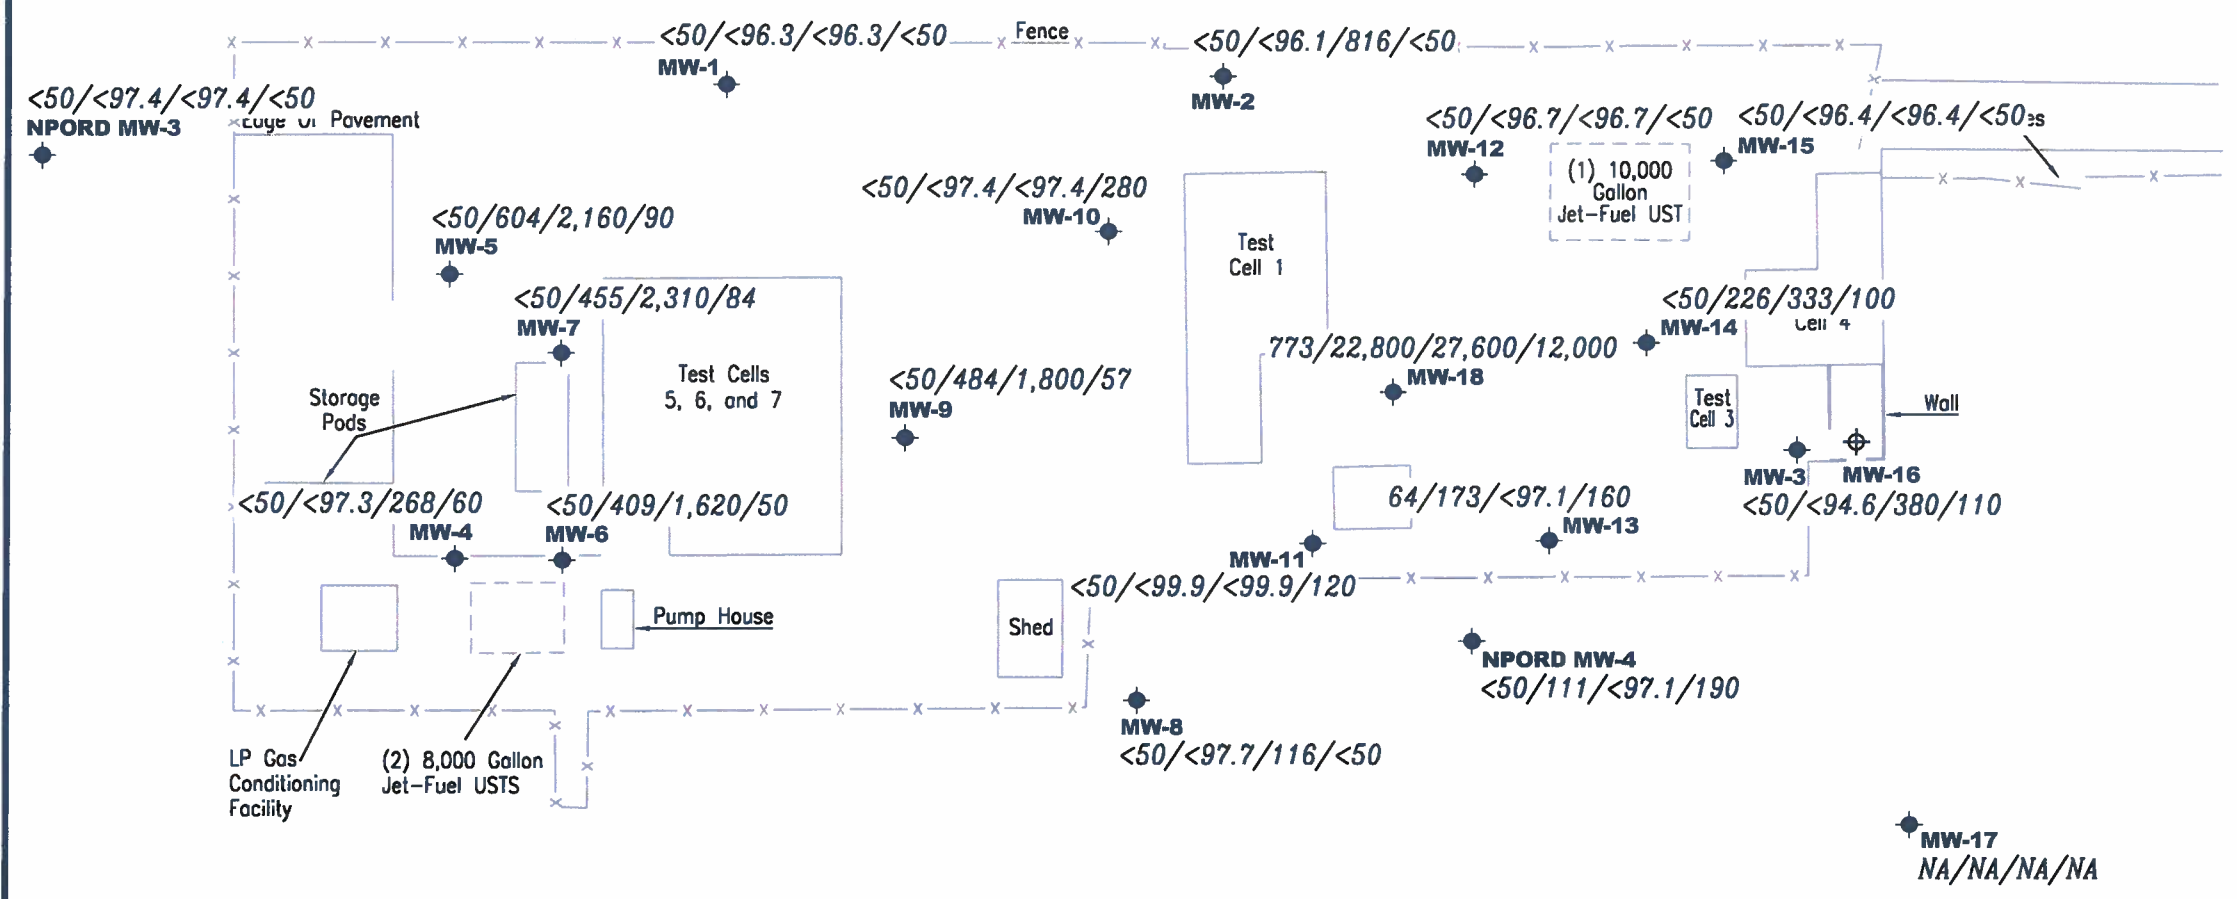 <50/<96.3/<96.3/<50
MW-1
Fence
<50/<96.1/816/<50
MW-2
<50/<97.4/<97.4/<50
NPORD MW-3
Edge of Pavement
<50/<96.7/<96.7/<50
MW-12
<50/<96.4/<96.4/<50
MW-15
(1) 10,000
Gallon
Jet-Fuel UST
<50/<97.4/<97.4/280
MW-10
<50/604/2,160/90
MW-5
Test
Cell 1
<50/455/2,310/84
MW-7
<50/226/333/100
MW-14
Cell 4
773/22,800/27,600/12,000
MW-18
Test Cells
5, 6, and 7
<50/484/1,800/57
MW-9
Storage
Pods
Test
Cell 3
Wall
<50/<97.3/268/60
MW-4
<50/409/1,620/50
MW-6
64/173/<97.1/160
MW-13
MW-3
MW-16
<50/<94.6/380/110
MW-11
<50/<99.9/<99.9/120
Pump House
Shed
NPORD MW-4
<50/111/<97.1/190
MW-8
<50/<97.7/116/<50
LP Gas
Conditioning
Facility
(2) 8,000 Gallon
Jet-Fuel USTS
MW-17
NA/NA/NA/NA